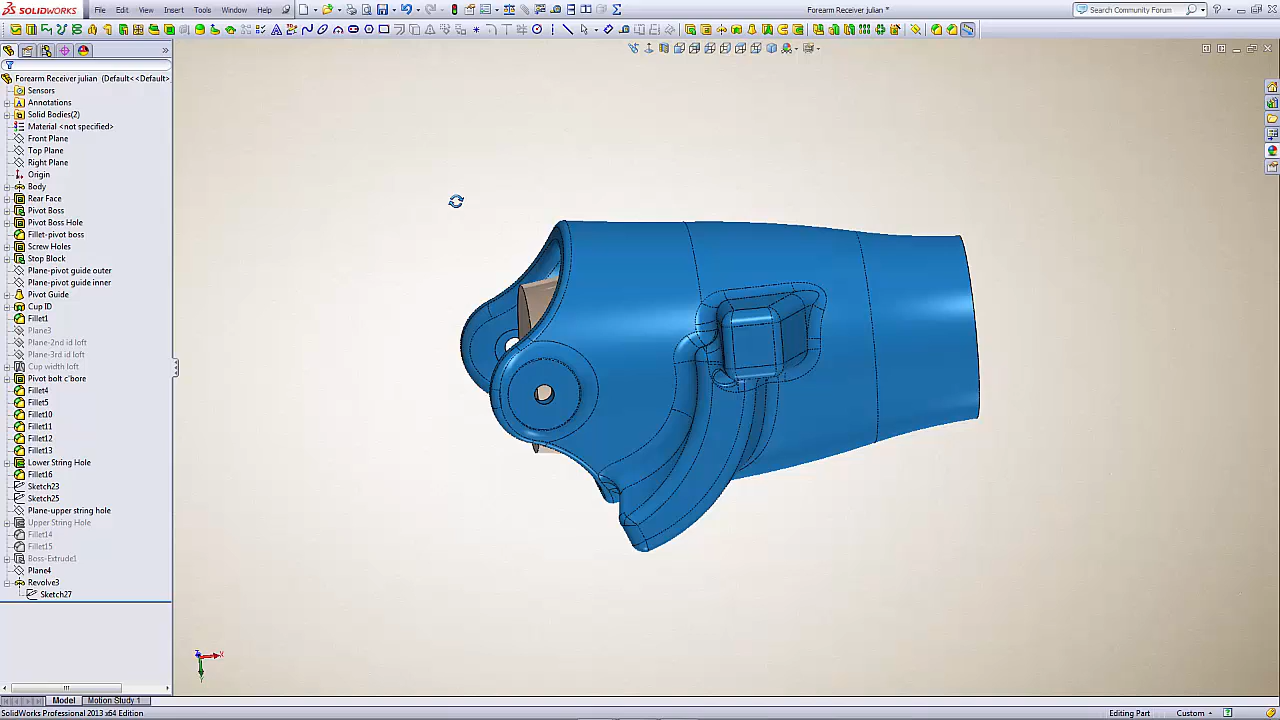 SOLIDWORKS File Edit View Insert Tools Window Help Forearm Receiver julian * Search Community Forum
Forearm Receiver julian (Default<<Default>
Sensors
Annotations
Solid Bodies(2)
Material <not specified>
Front Plane
Top Plane
Right Plane
Origin
Body
Rear Face
Pivot Boss
Pivot Boss Hole
Fillet-pivot boss
Screw Holes
Stop Block
Plane-pivot guide outer
Plane-pivot guide inner
Pivot Guide
Cup ID
Fillet1
Plane3
Plane-2nd id loft
Plane-3rd id loft
Cup width loft
Pivot bolt c'bore
Fillet4
Fillet5
Fillet10
Fillet11
Fillet12
Fillet13
Lower String Hole
Fillet16
Sketch23
Sketch25
Plane-upper string hole
Upper String Hole
Fillet14
Fillet15
Boss-Extrude1
Plane4
Revolve3
Sketch27
Model Motion Study 1
SolidWorks Professional 2013 x64 Edition Editing Part Custom